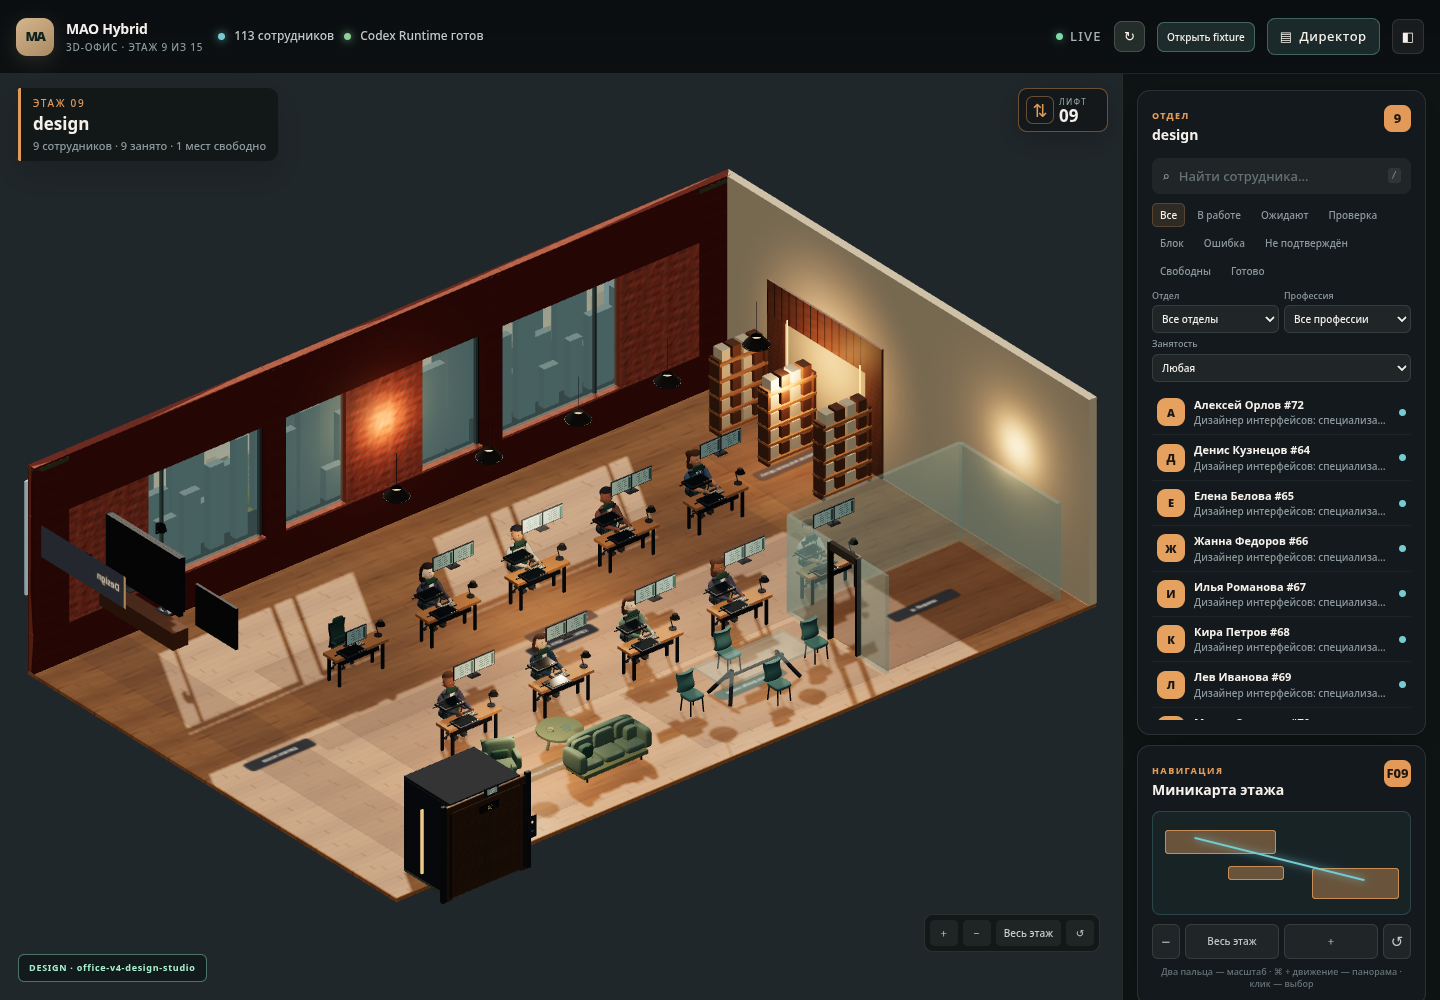 MA
MAO Hybrid
3D-ОФИС · ЭТАЖ 9 ИЗ 15
113 сотрудников
Codex Runtime готов
LIVE
Открыть fixture
Директор
ЭТАЖ 09
design
9 сотрудников · 9 занято · 1 мест свободно
ЛИФТ
09
ОТДЕЛ
design
9
Найти сотрудника...
/
Все
В работе
Ожидают
Проверка
Блок
Ошибка
Не подтверждён
Свободны
Готово
Отдел
Профессия
Все отделы
Все профессии
Занятость
Любая
А
Алексей Орлов #72
Дизайнер интерфейсов: специализа...
Д
Денис Кузнецов #64
Дизайнер интерфейсов: специализа...
Е
Елена Белова #65
Дизайнер интерфейсов: специализа...
Ж
Жанна Федоров #66
Дизайнер интерфейсов: специализа...
И
Илья Романова #67
Дизайнер интерфейсов: специализа...
К
Кира Петров #68
Дизайнер интерфейсов: специализа...
Л
Лев Иванова #69
Дизайнер интерфейсов: специализа...
НАВИГАЦИЯ
Миникарта этажа
F09
Design
+
−
Весь этаж
↺
−
Весь этаж
+
↺
Два пальца — масштаб · ⌘ + движение — панорама ·
клик — выбор
DESIGN · office-v4-design-studio